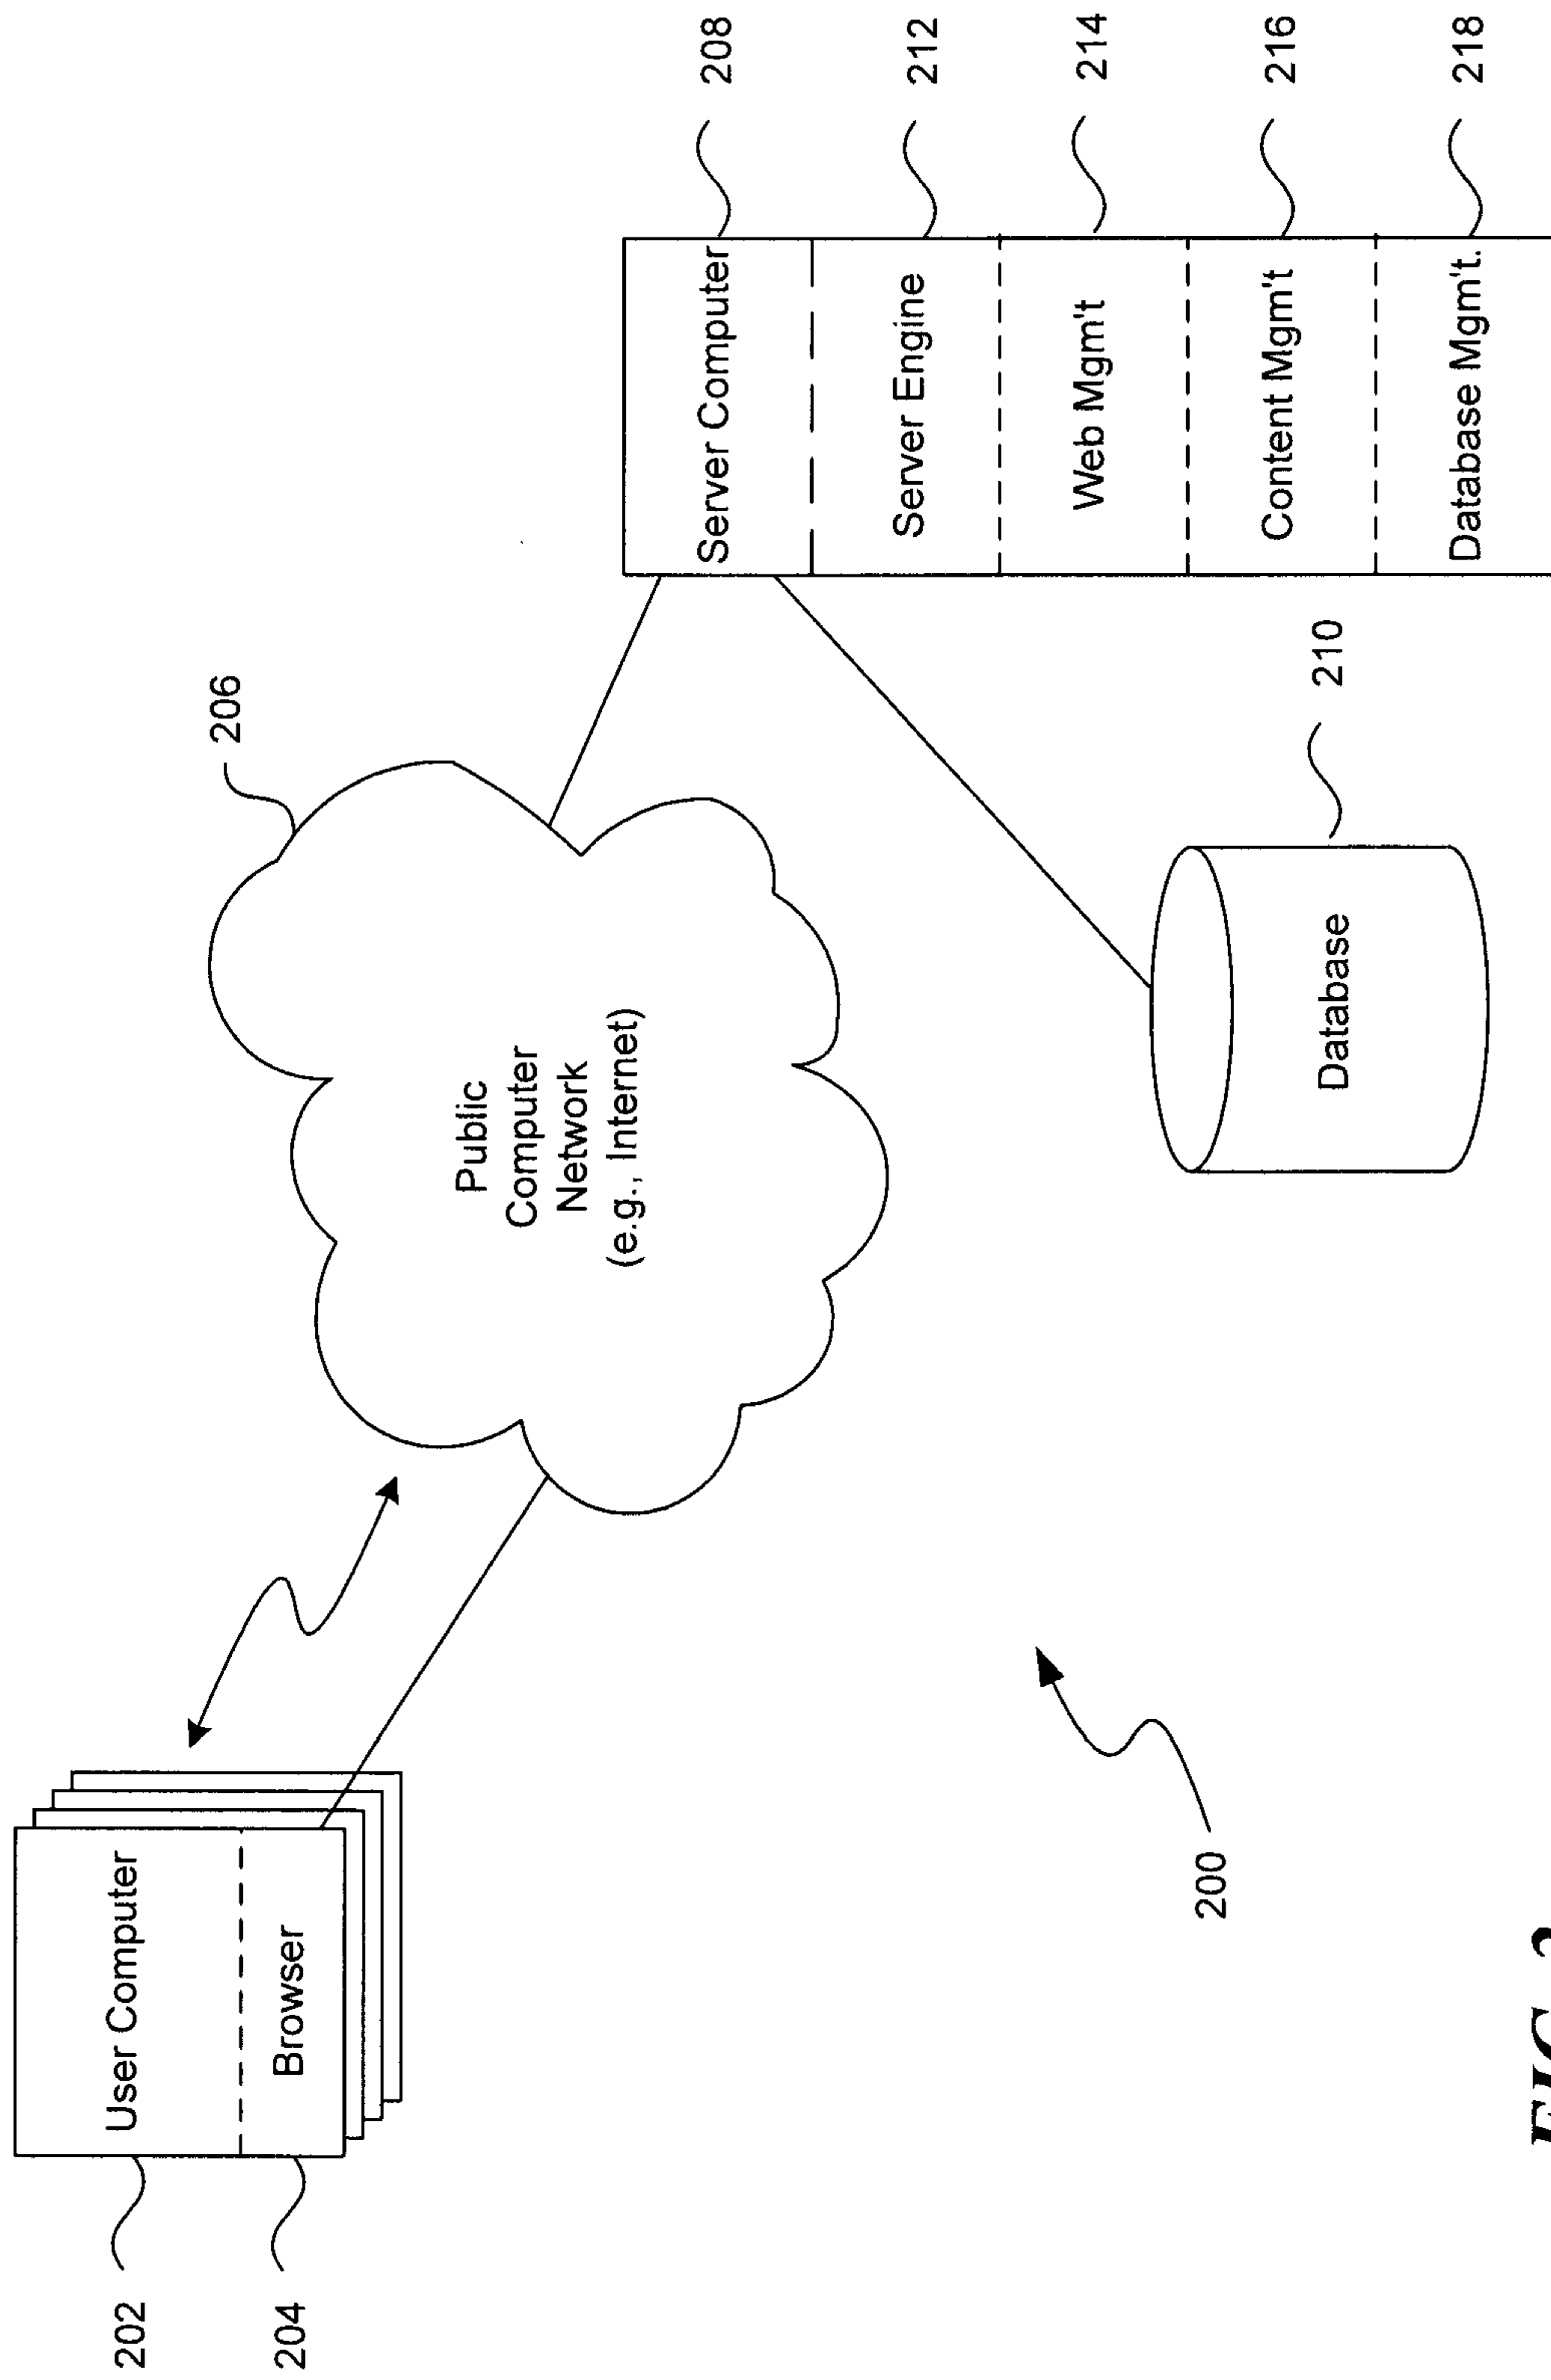 202
User Computer
204
Browser
206
Public
Computer
Network
(e.g., Internet)
Server Computer
208
Server Engine
212
Web Mgm't
214
Content Mgm't
216
Database Mgm't.
218
Database
210
200